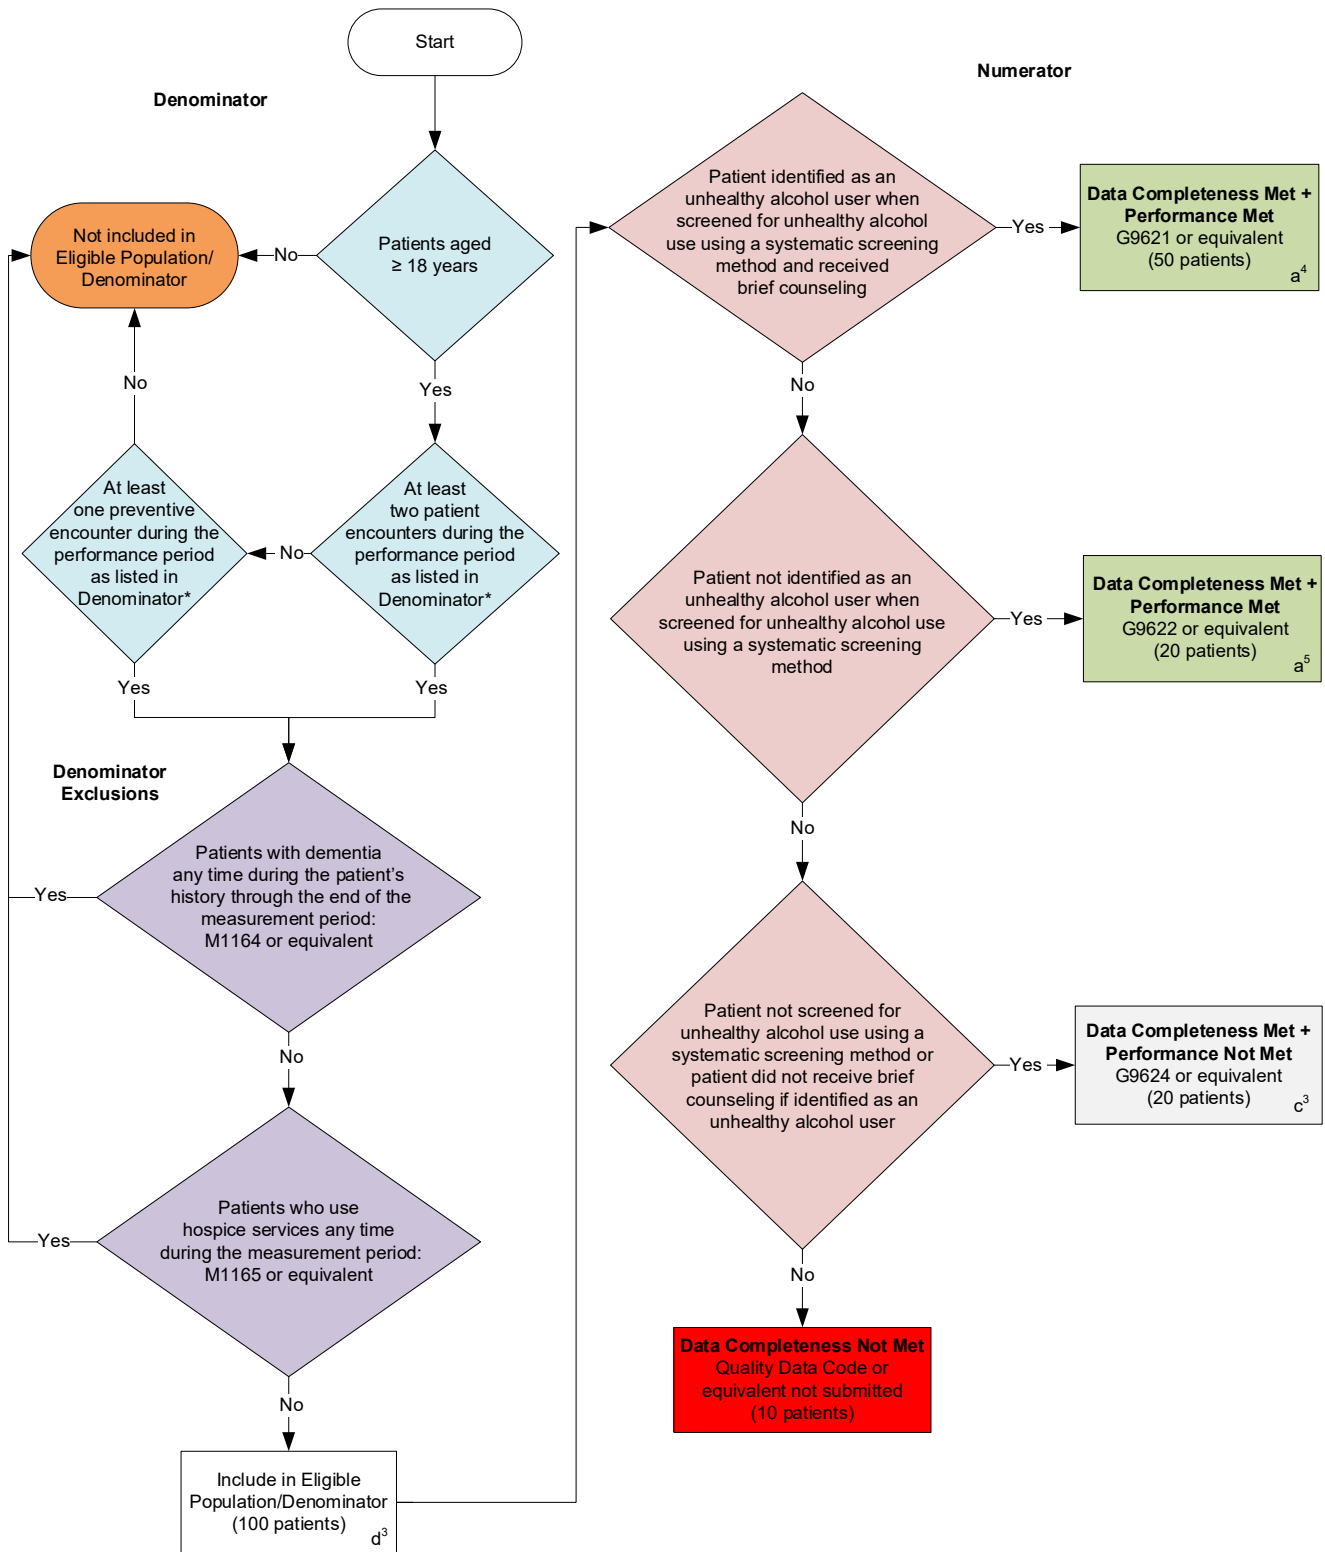 Start
Denominator
Patients aged
≥ 18 years
No
Not included in
Eligible Population/
Denominator
Yes
At least
two patient
encounters during the
performance period
as listed in
Denominator*
No
At least
one preventive
encounter during the
performance period
as listed in
Denominator*
No
Yes
Yes
Denominator
Exclusions
Patients with dementia
any time during the patient’s
history through the end of the
measurement period:
M1164 or equivalent
Yes
No
Patients who use
hospice services any time
during the measurement period:
M1165 or equivalent
Yes
No
Include in Eligible
Population/Denominator
(100 patients)
d³
Numerator
Patient identified as an
unhealthy alcohol user when
screened for unhealthy alcohol
use using a systematic screening
method and received
brief counseling
Yes
Data Completeness Met +
Performance Met
G9621 or equivalent
(50 patients)
a⁴
No
Patient not identified as an
unhealthy alcohol user when
screened for unhealthy alcohol use
using a systematic screening
method
Yes
Data Completeness Met +
Performance Met
G9622 or equivalent
(20 patients)
a⁵
No
Patient not screened for
unhealthy alcohol use using a
systematic screening method or
patient did not receive brief
counseling if identified as an
unhealthy alcohol user
Yes
Data Completeness Met +
Performance Not Met
G9624 or equivalent
(20 patients)
c³
No
Data Completeness Not Met
Quality Data Code or
equivalent not submitted
(10 patients)